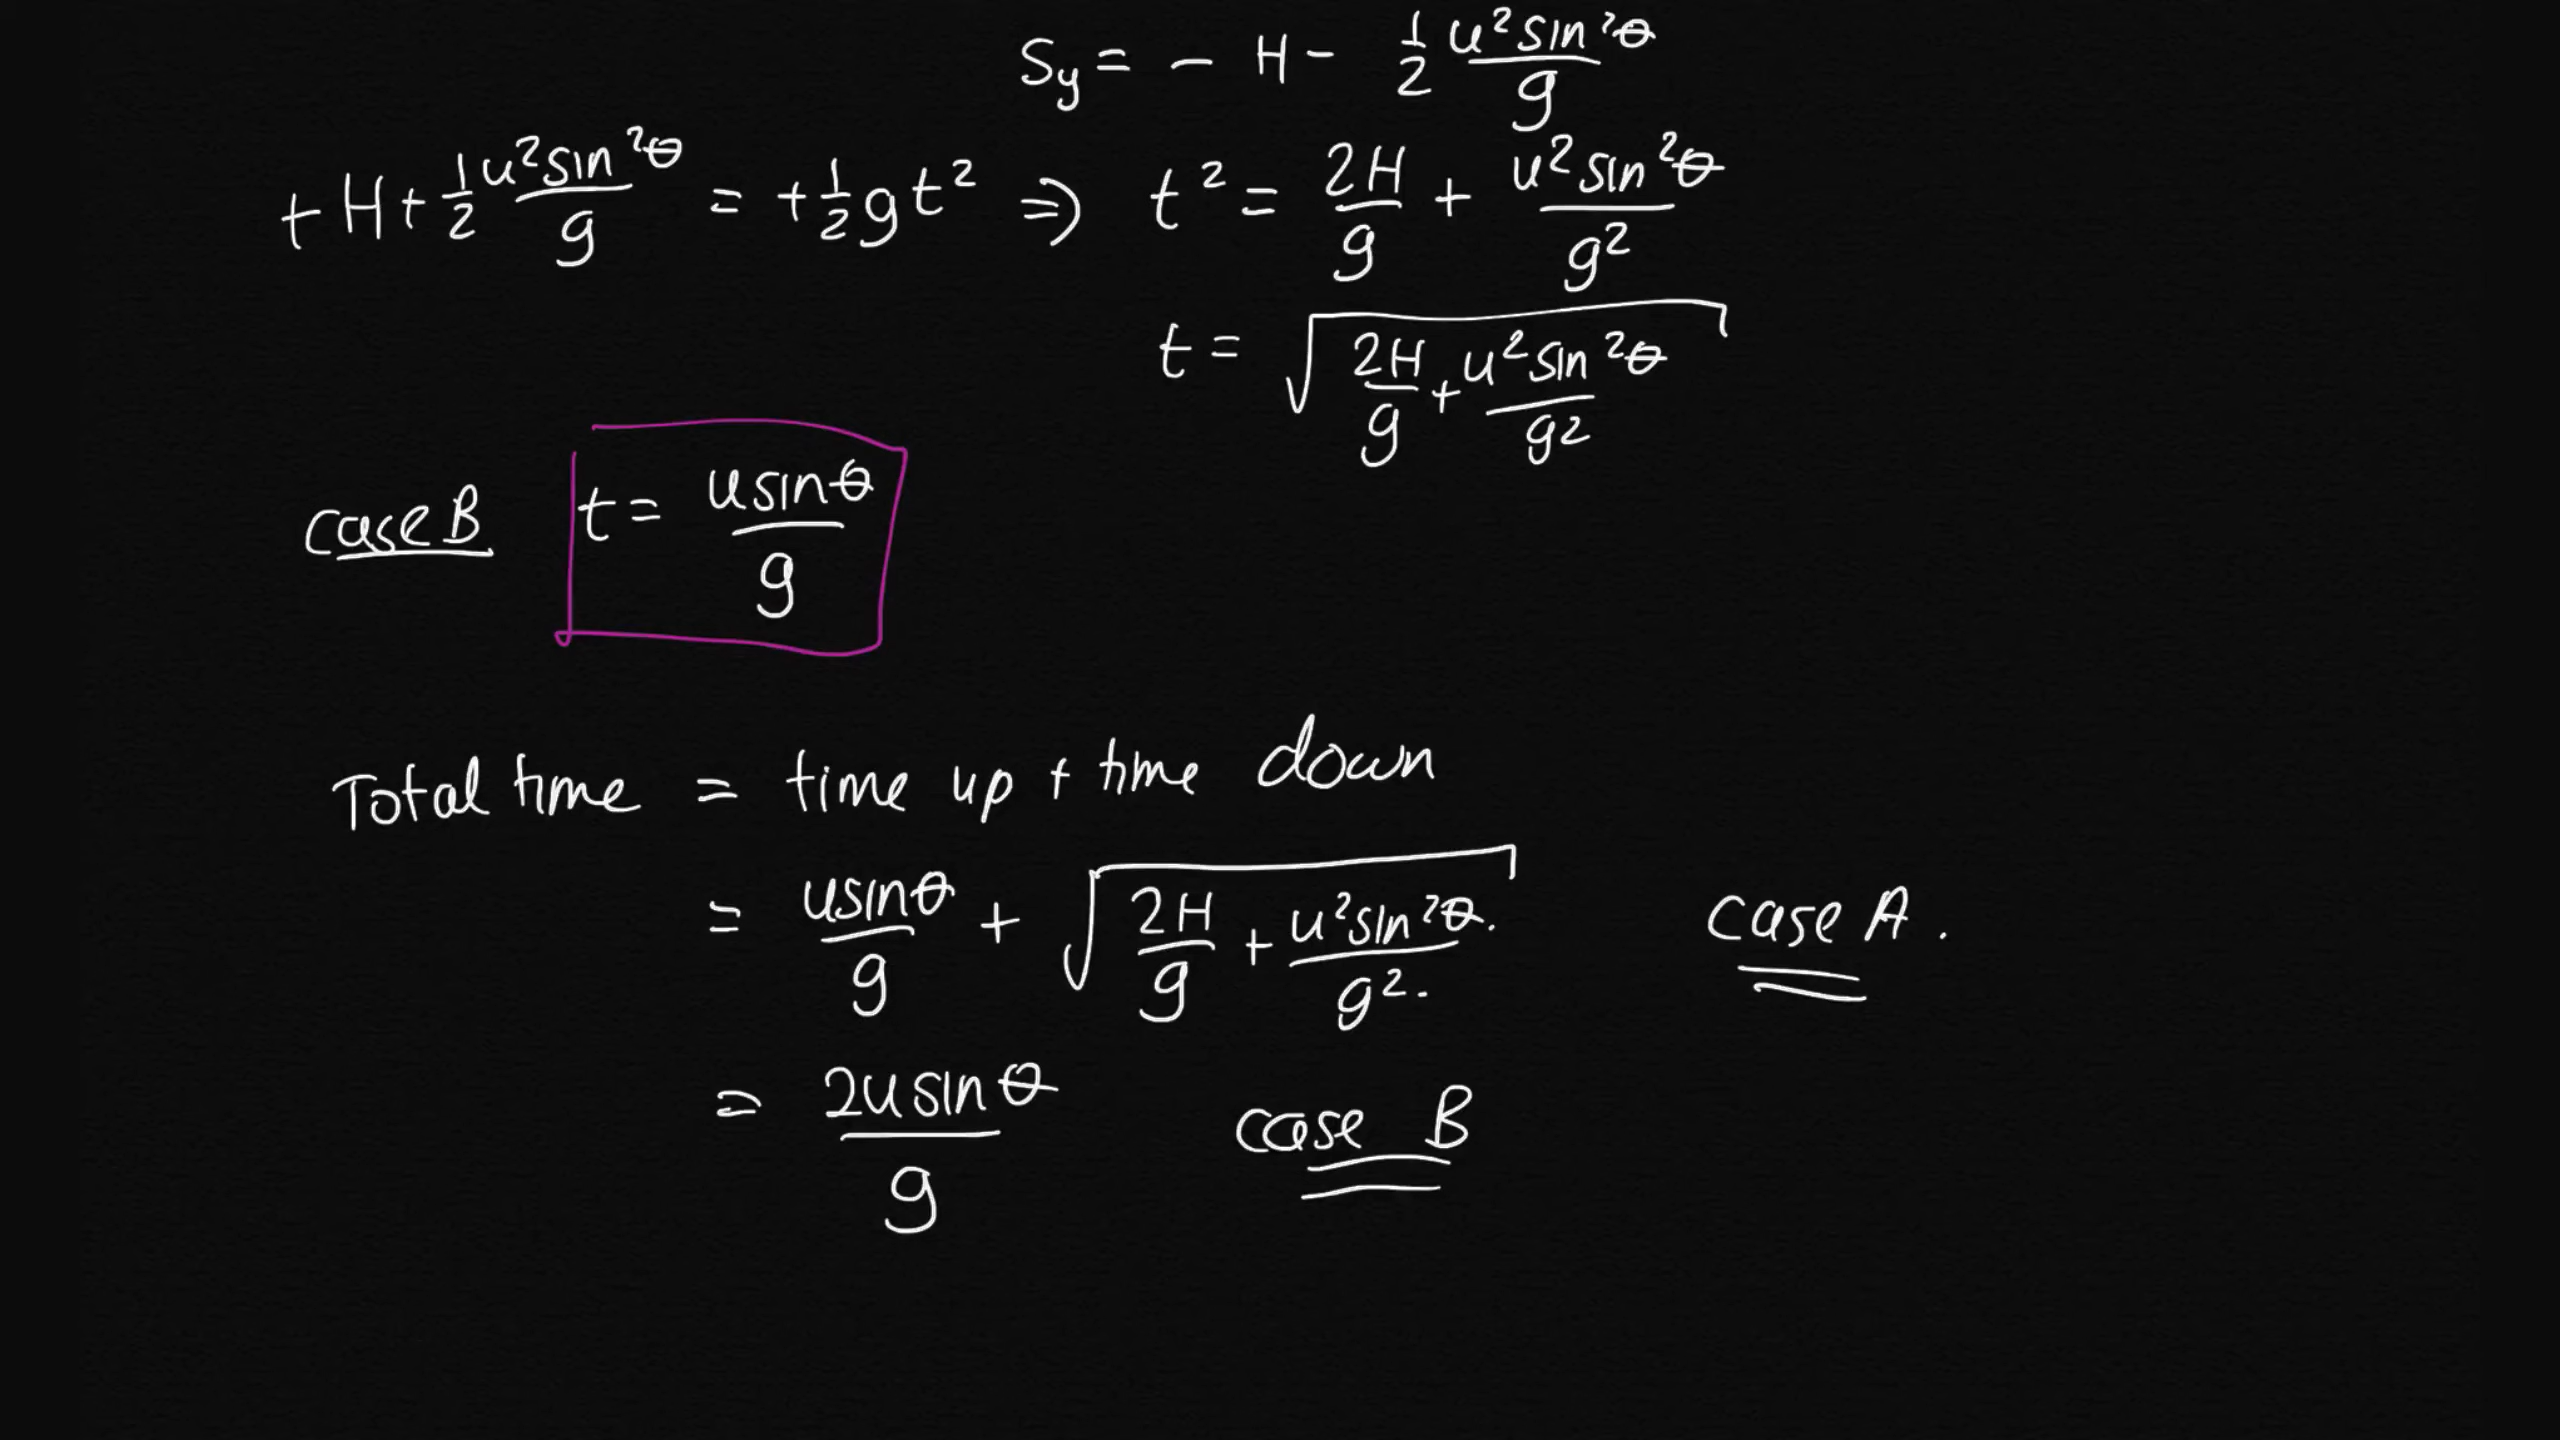 Sy = - H - 1/2 u²sin²θ/g
+ H + 1/2 u²sin²θ/g = + 1/2 gt² ⇒ t² = 2H/g + u²sin²θ/g²
t = √(2H/g + u²sin²θ/g²)
case B t = usinθ/g
Total time = time up + time down
= usinθ/g + √(2H/g + u²sin²θ./g².) case A.
= 2usinθ/g case B